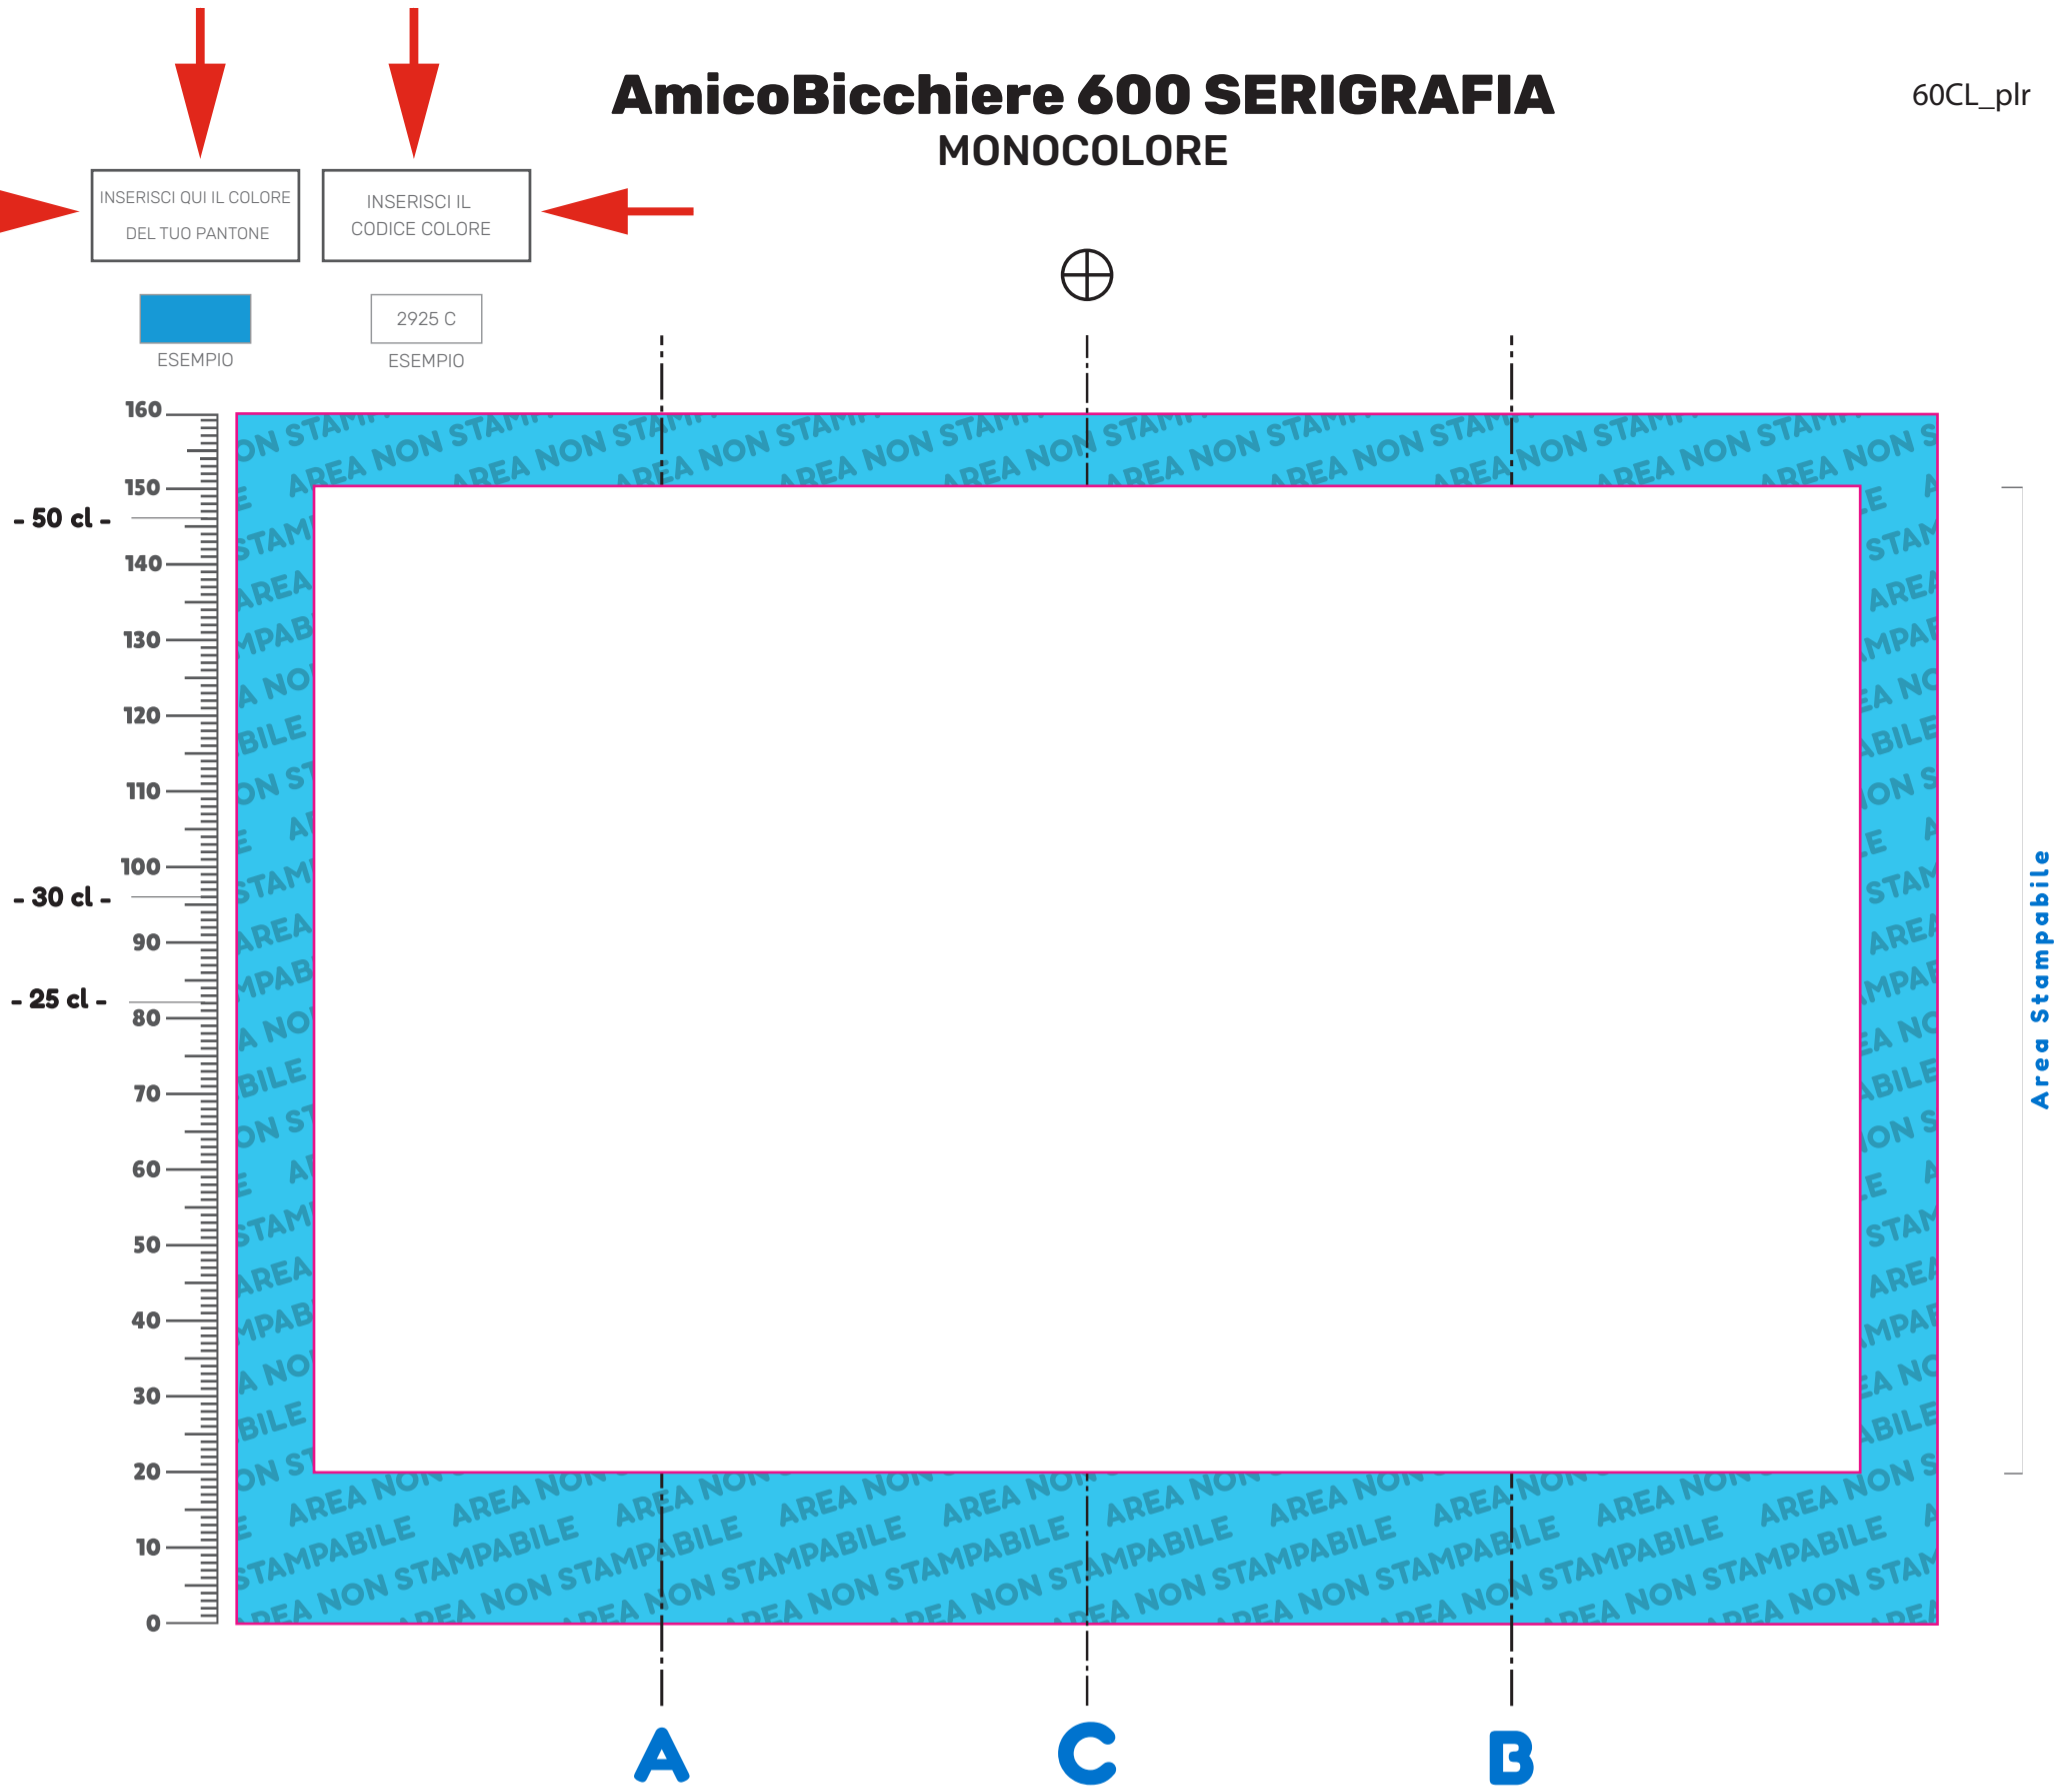 AmicoBicchiere 600 SERIGRAFIA
MONOCOLORE
60CL_plr
INSERISCI QUI IL COLORE
DEL TUO PANTONE
INSERISCI IL
CODICE COLORE
2925 C
ESEMPIO
ESEMPIO
160
150
- 50 cl -
140
130
120
110
100
- 30 cl -
90
- 25 cl -
80
70
60
50
40
30
20
10
0
AREA NON STAMPABILE
Area Stampabile
A
C
B